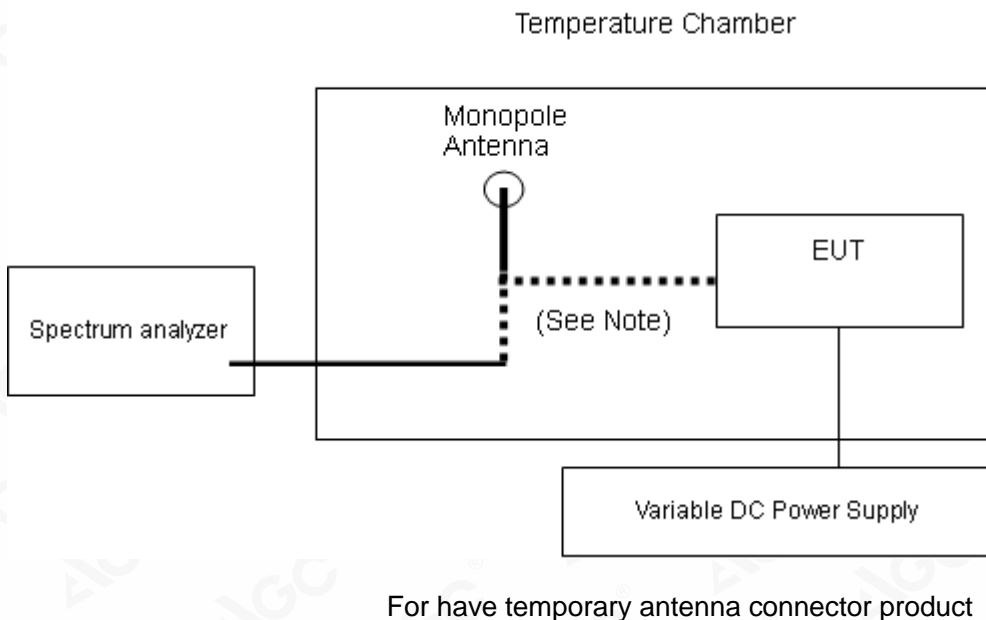 Temperature Chamber
Monopole
Antenna
EUT
Spectrum analyzer
(See Note)
Variable DC Power Supply
For have temporary antenna connector product
AGC